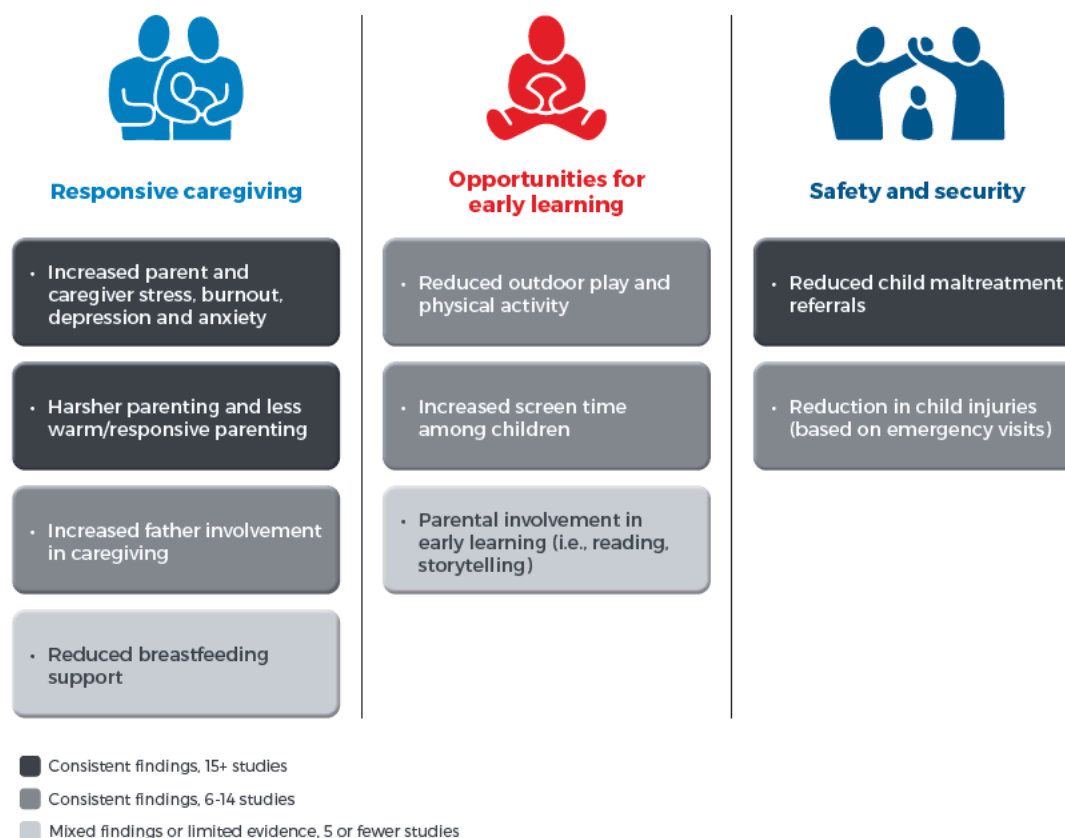 Responsive caregiving
• Increased parent and
caregiver stress, burnout,
depression and anxiety
• Harsher parenting and less
warm/responsive parenting
• Increased father involvement
in caregiving
• Reduced breastfeeding
support
Opportunities for
early learning
• Reduced outdoor play and
physical activity
• Increased screen time
among children
• Parental involvement in
early learning (i.e., reading,
storytelling)
Safety and security
• Reduced child maltreatment
referrals
• Reduction in child injuries
(based on emergency visits)
Consistent findings, 15+ studies
Consistent findings, 6-14 studies
Mixed findings or limited evidence, 5 or fewer studies